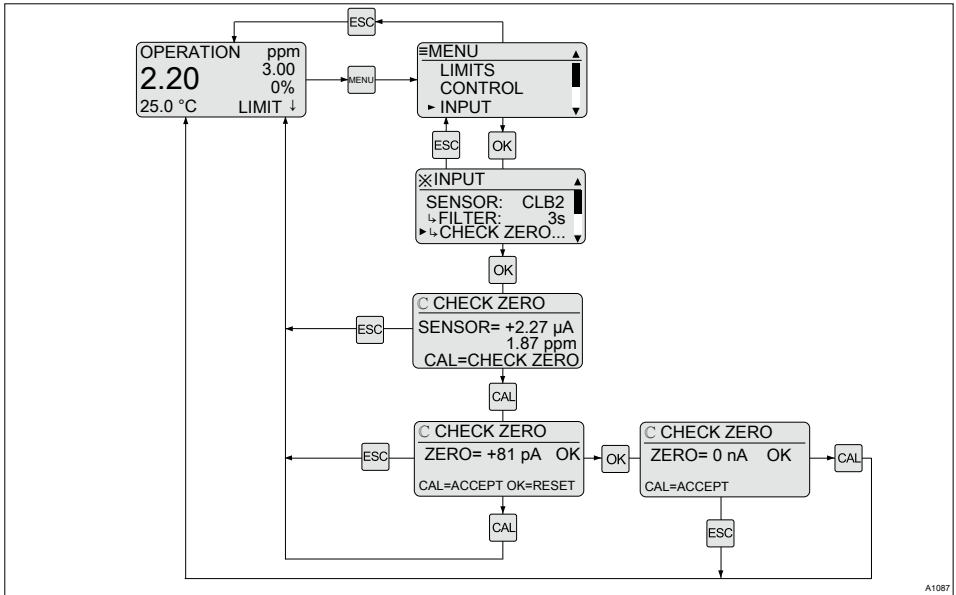 ESC
OPERATION ppm
2.20 3.00
0%
25.0 °C LIMIT ↓
MENU
≡MENU ▲
LIMITS
CONTROL
► INPUT ▼
ESC OK
※INPUT ▲
SENSOR: CLB2
↳FILTER: 3s
►↳CHECK ZERO... ▼
OK
ℂ CHECK ZERO
SENSOR= +2.27 µA
1.87 ppm
CAL=CHECK ZERO
ESC
CAL
ℂ CHECK ZERO
ZERO= +81 pA OK
CAL=ACCEPT OK=RESET
ESC
OK
ℂ CHECK ZERO
ZERO= 0 nA OK
CAL=ACCEPT
CAL
CAL
ESC
A1087